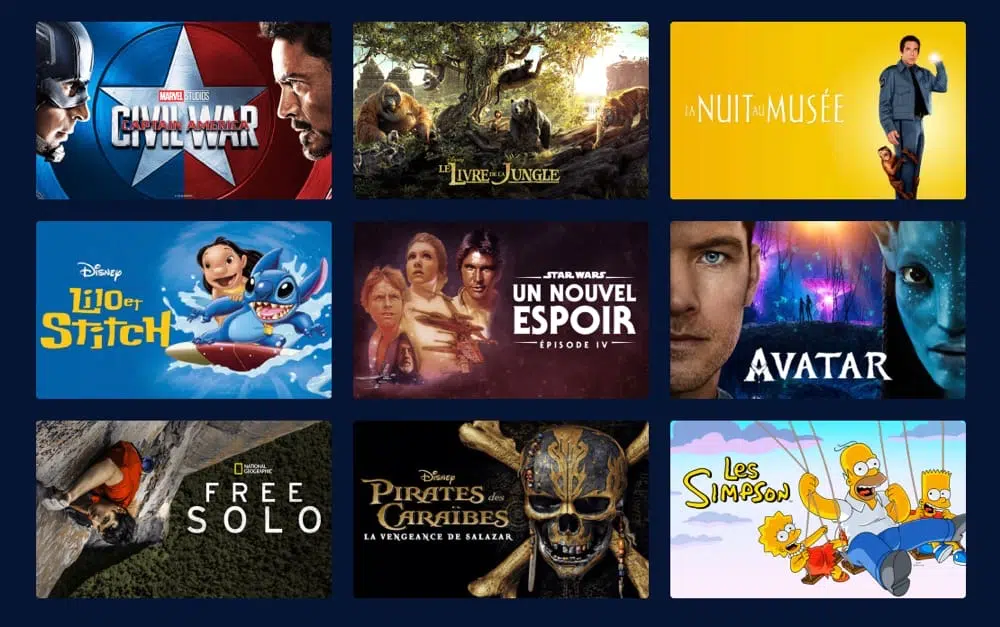 MARVEL STUDIOS
CIVIL WAR
CAPTAIN AMERICA
LE LIVRE DE LA JUNGLE
LA NUIT AU MUSÉE
Disney
Lilo et
Stitch
STAR WARS
UN NOUVEL
ESPOIR
ÉPISODE IV
AVATAR
NATIONAL
GEOGRAPHIC
FREE
SOLO
Disney
PIRATES des
CARAÏBES
LA VENGEANCE DE SALAZAR
Les
Simpson